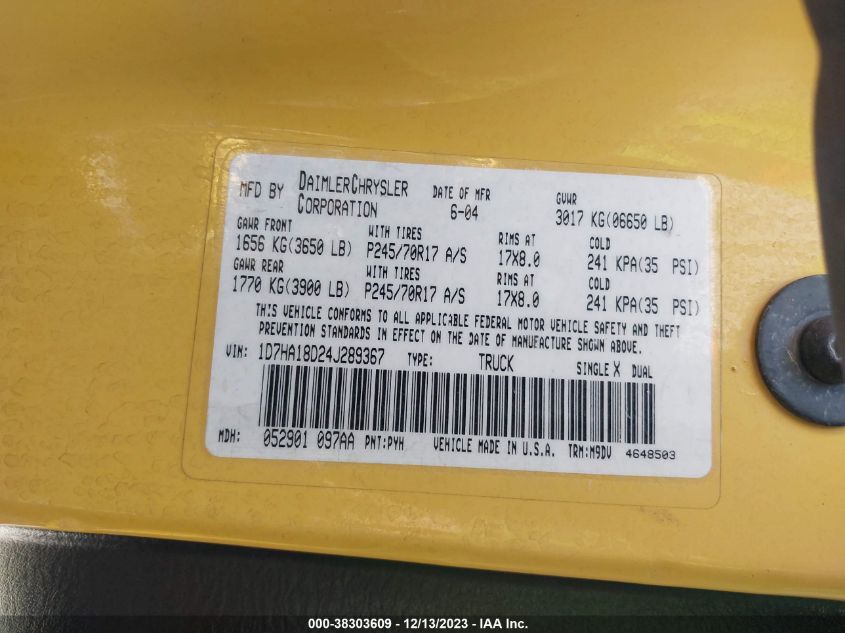 MFD BY DAIMLERCHRYSLER CORPORATION DATE OF MFR 6-04 GVWR 3017 KG(06650 LB)
GAWR FRONT WITH TIRES RIMS AT COLD
1656 KG(3650 LB) P245/70R17 A/S 17X8.0 241 KPA(35 PSI)
GAWR REAR WITH TIRES RIMS AT COLD
1770 KG(3900 LB) P245/70R17 A/S 17X8.0 241 KPA(35 PSI)
THIS VEHICLE CONFORMS TO ALL APPLICABLE FEDERAL MOTOR VEHICLE SAFETY AND THEFT
PREVENTION STANDARDS IN EFFECT ON THE DATE OF MANUFACTURE SHOWN ABOVE.
VIN: 1D7HA18D24J289367 TYPE: TRUCK SINGLE X DUAL
MDH: 052901 097AA PNT:PYH VEHICLE MADE IN U.S.A. TRM:M9DV 4648503
000-38303609 - 12/13/2023 - IAA Inc.